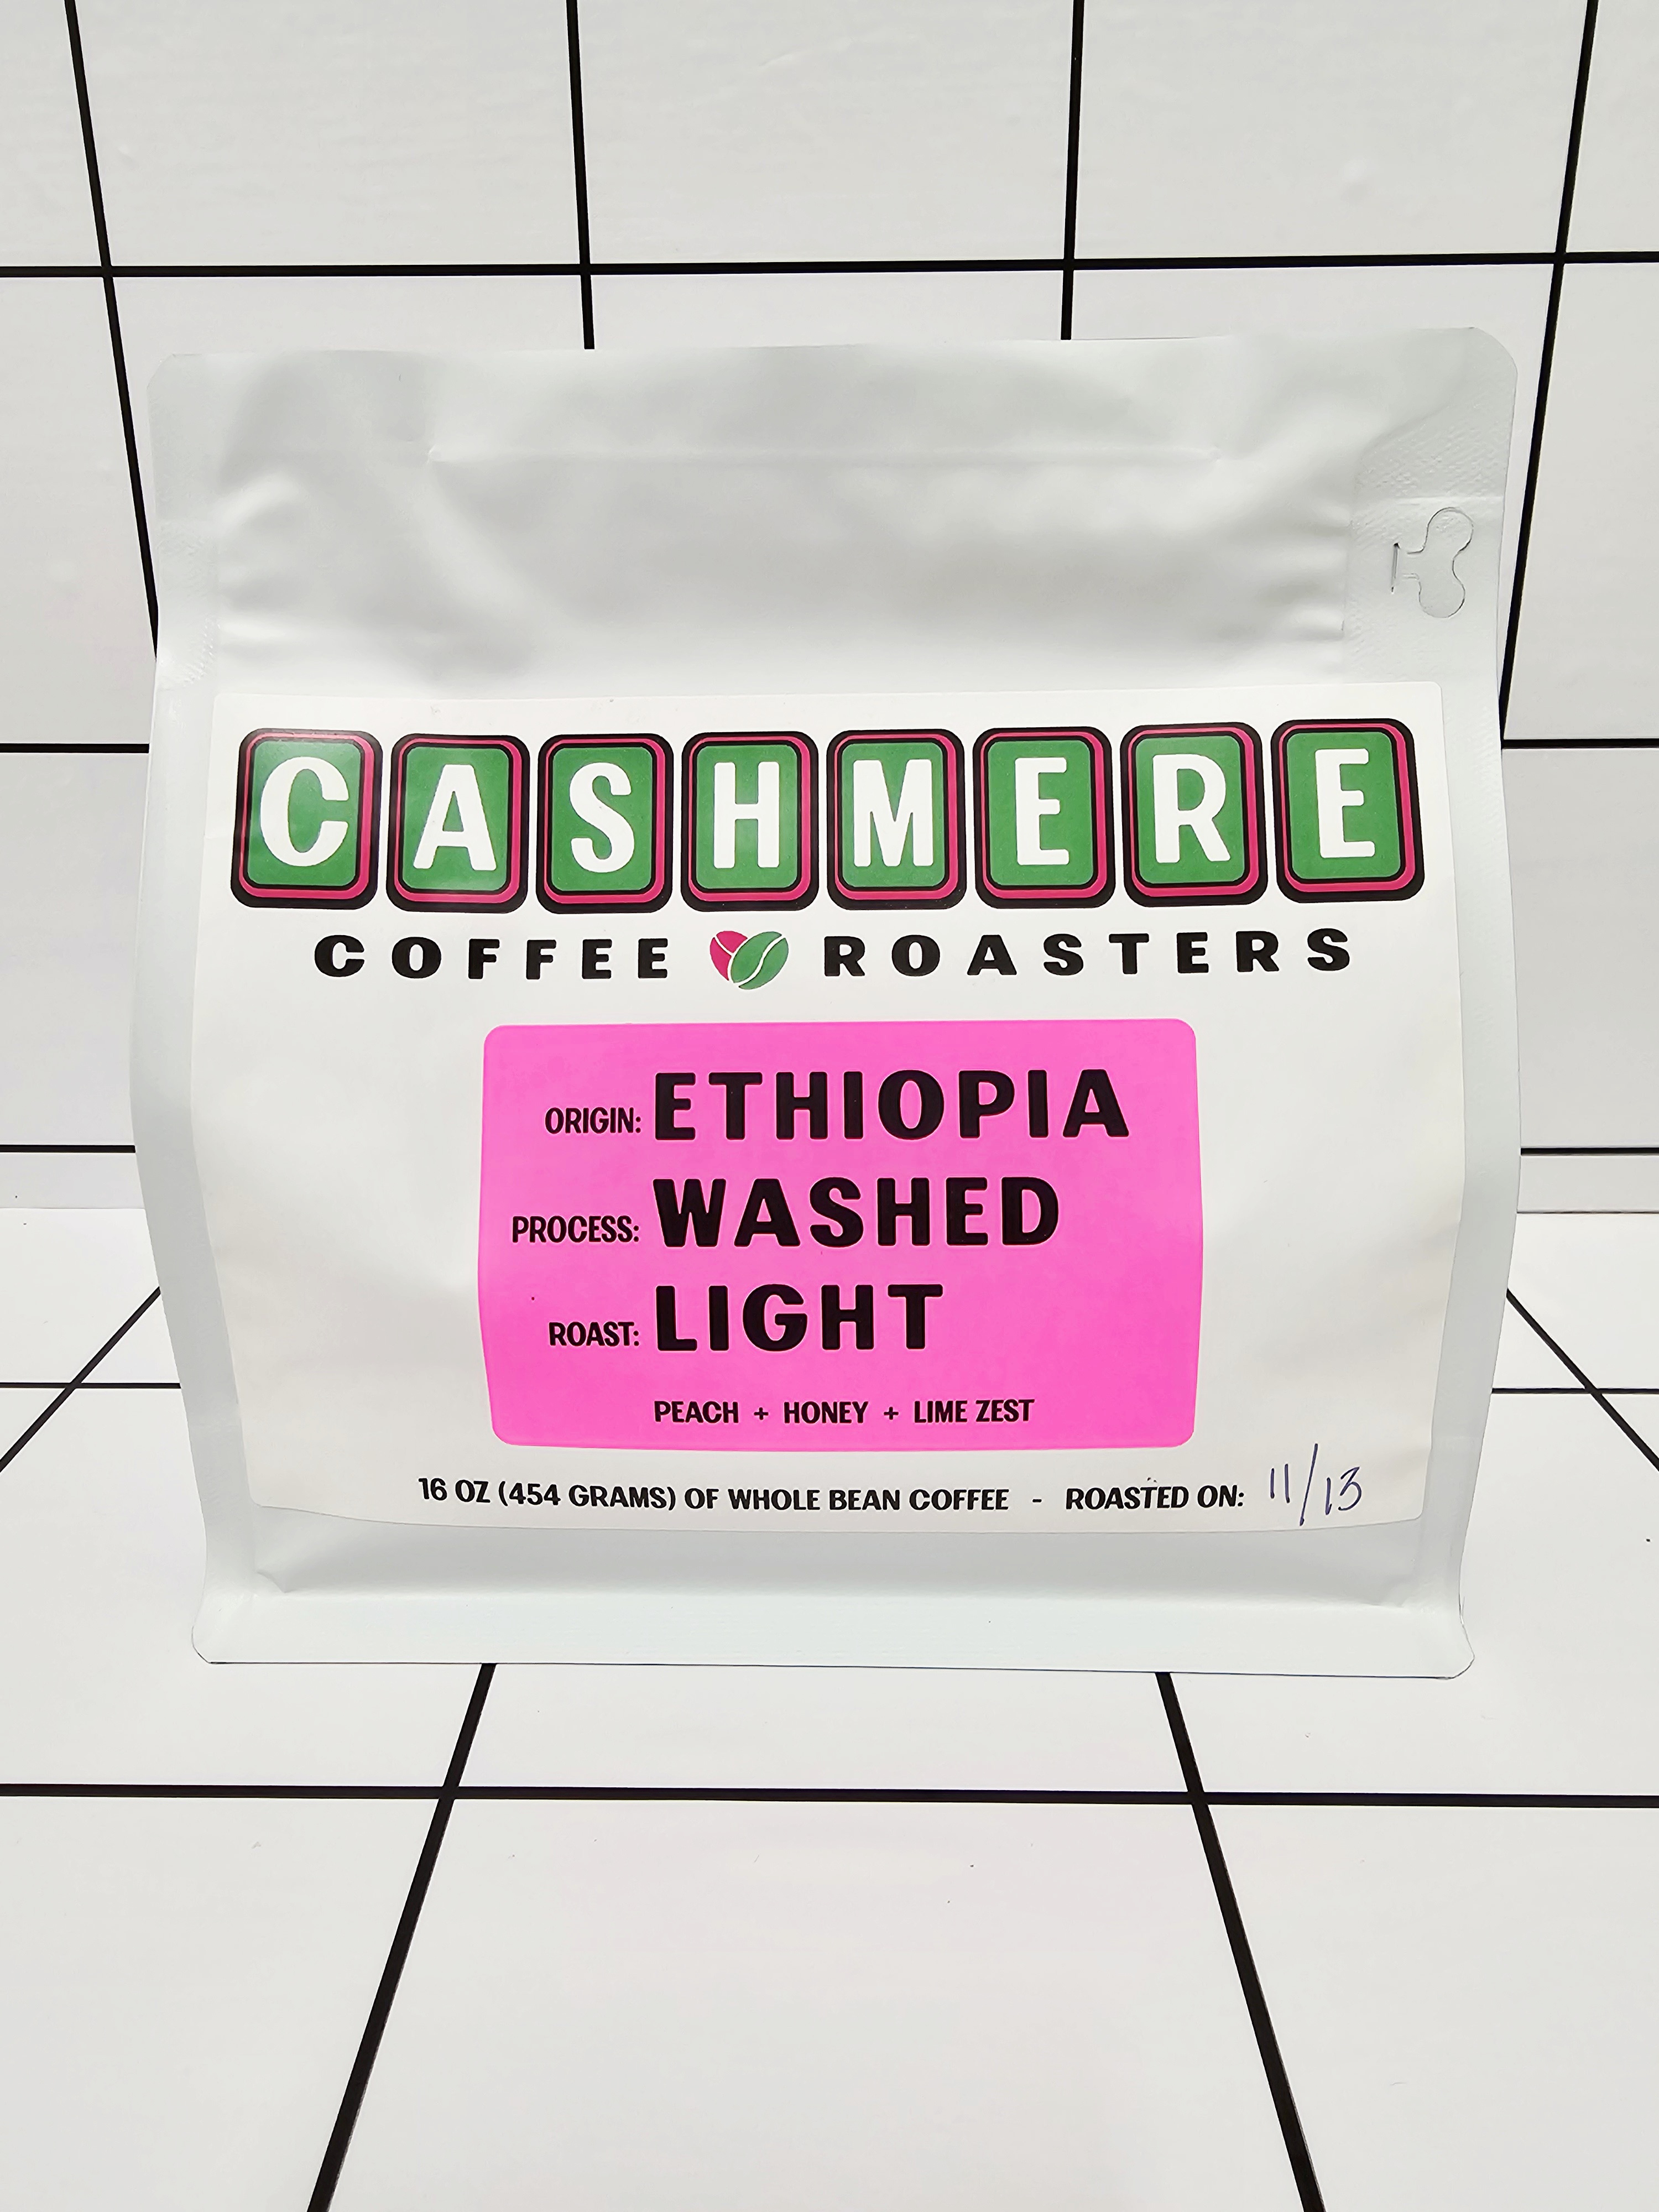 CASHMERE
COFFEE ROASTERS
ORIGIN: ETHIOPIA
PROCESS: WASHED
ROAST: LIGHT
PEACH + HONEY + LIME ZEST
16 OZ (454 GRAMS) OF WHOLE BEAN COFFEE - ROASTED ON: 11/13